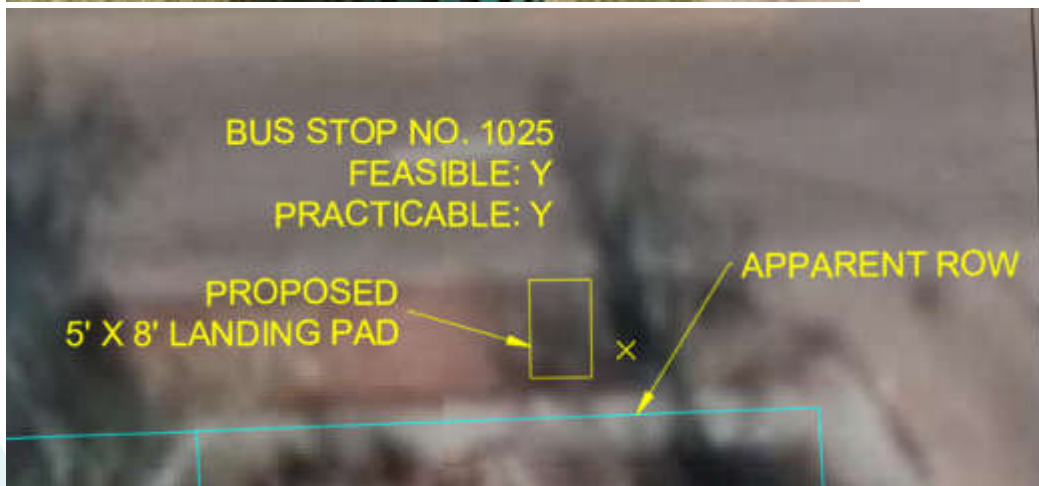 BUS STOP NO. 1025
FEASIBLE: Y
PRACTICABLE: Y
APPARENT ROW
PROPOSED
5' X 8' LANDING PAD